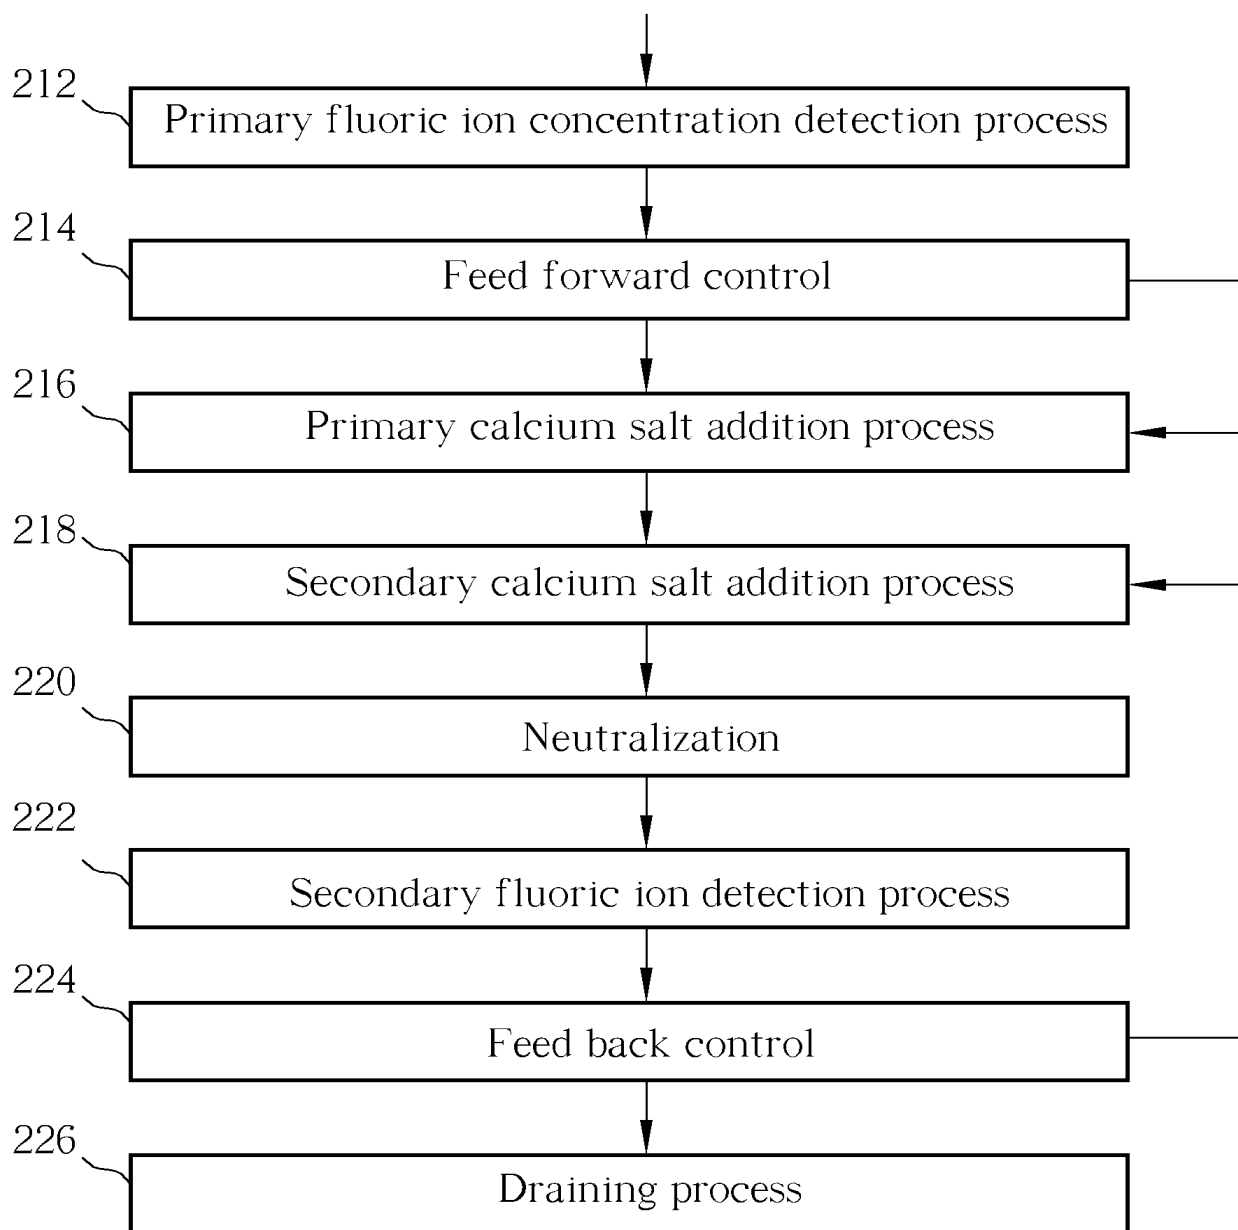 212
Primary fluoric ion concentration detection process
214
Feed forward control
216
Primary calcium salt addition process
218
Secondary calcium salt addition process
220
Neutralization
222
Secondary fluoric ion detection process
224
Feed back control
226
Draining process